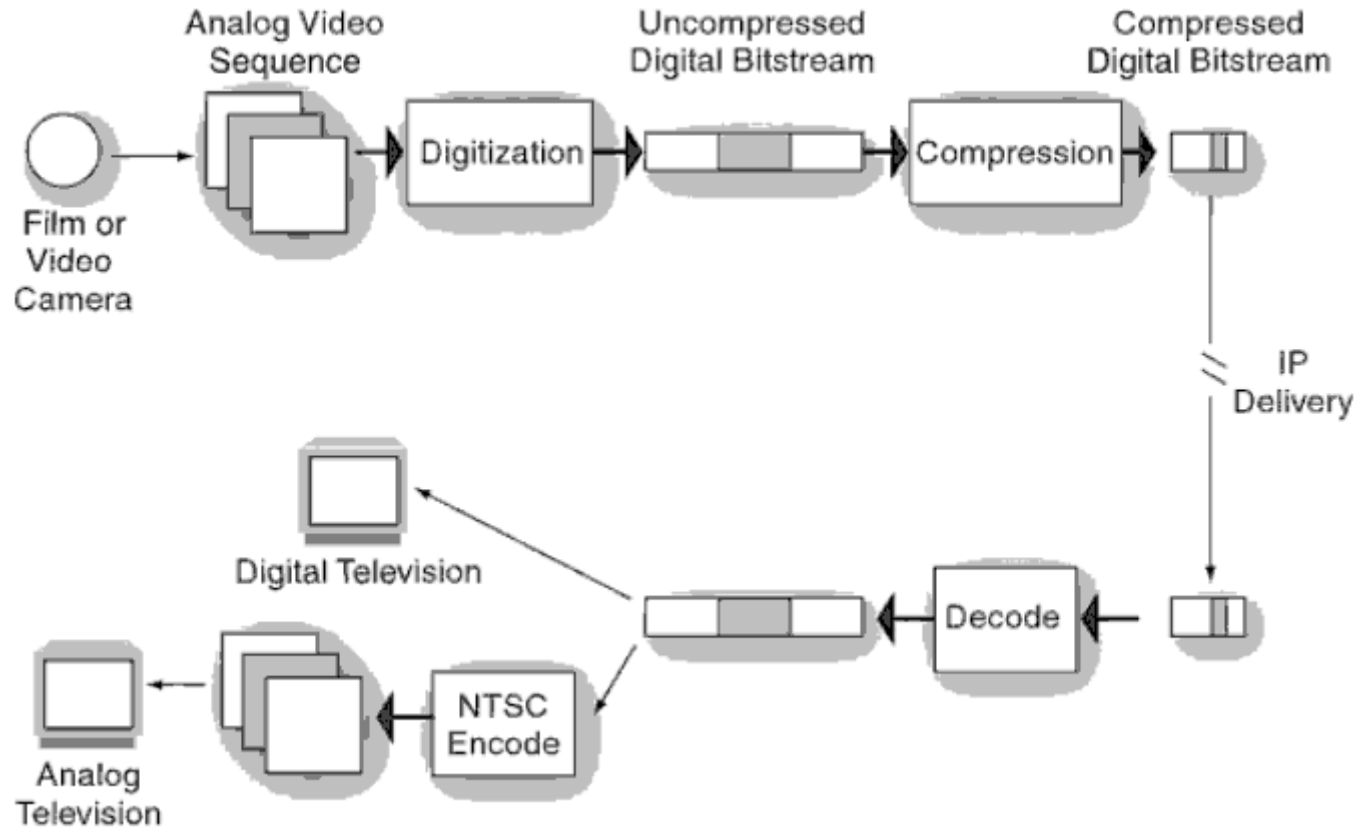 Analog Video
Sequence
Uncompressed
Digital Bitstream
Compressed
Digital Bitstream
Digitization
Compression
Film or
Video
Camera
IP
Delivery
Digital Television
Decode
NTSC
Encode
Analog
Television